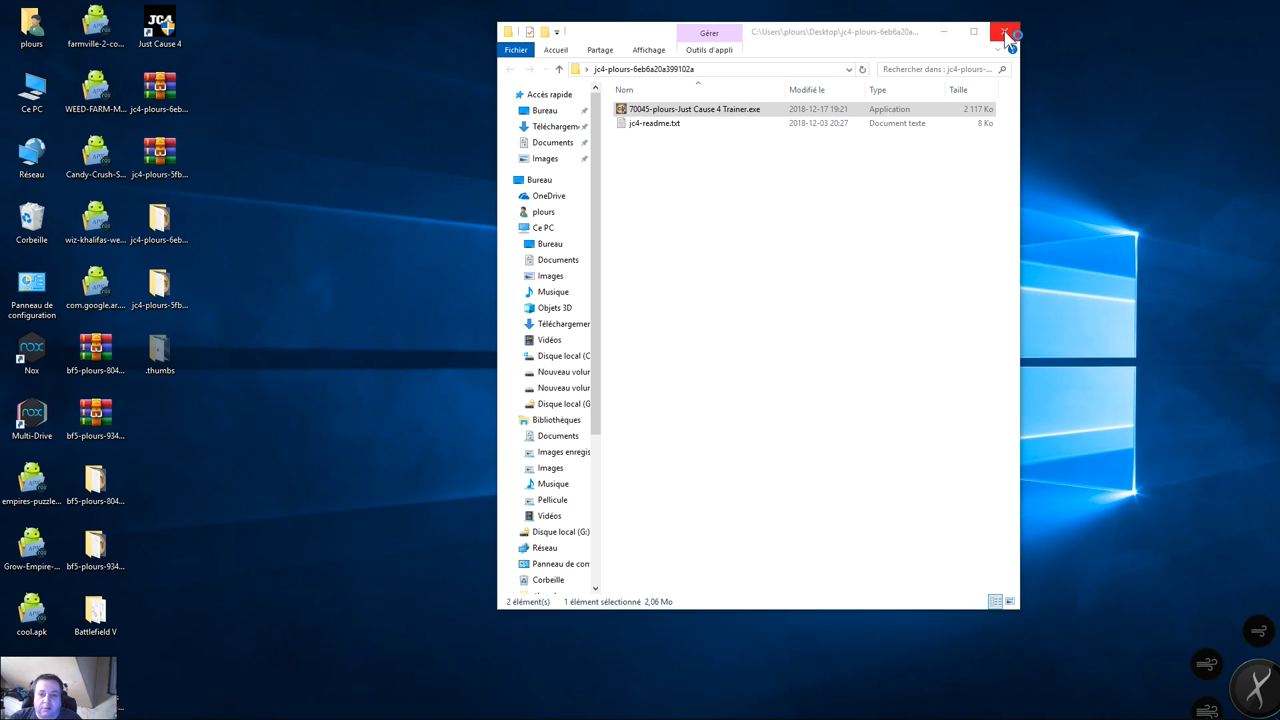 plours
farmville-2-co...
JC4
Just Cause 4
Ce PC
WEED-FARM-M...
jc4-plours-6eb...
Réseau
Candy-Crush-S...
jc4-plours-5fb...
Corbeille
wiz-khalifas-we...
jc4-plours-6eb...
Panneau de
configuration
com.google.ar....
jc4-plours-5fb...
nox
Nox
bf5-plours-804...
.thumbs
Multi-Drive
bf5-plours-934...
empires-puzzle...
bf5-plours-804...
Grow-Empire-...
bf5-plours-934...
cool.apk
Battlefield V
Gérer
C:\Users\plours\Desktop\jc4-plours-6eb6a20a...
Fichier
Accueil
Partage
Affichage
Outils d'appli
jc4-plours-6eb6a20a399102a
Rechercher dans : jc4-plours-...
Nom
Modifié le
Type
Taille
70045-plours-Just Cause 4 Trainer.exe
2018-12-17 19:21
Application
2 117 Ko
jc4-readme.txt
2018-12-03 20:27
Document texte
8 Ko
Accès rapide
Bureau
Téléchargem
Documents
Images
Bureau
OneDrive
plours
Ce PC
Bureau
Documents
Images
Musique
Objets 3D
Téléchargemer
Vidéos
Disque local (C
Nouveau volur
Nouveau volur
Disque local (G
Bibliothèques
Documents
Images enregis
Images
Musique
Pellicule
Vidéos
Disque local (G:)
Réseau
Panneau de con
Corbeille
2 élément(s)
1 élément sélectionné 2,06 Mo